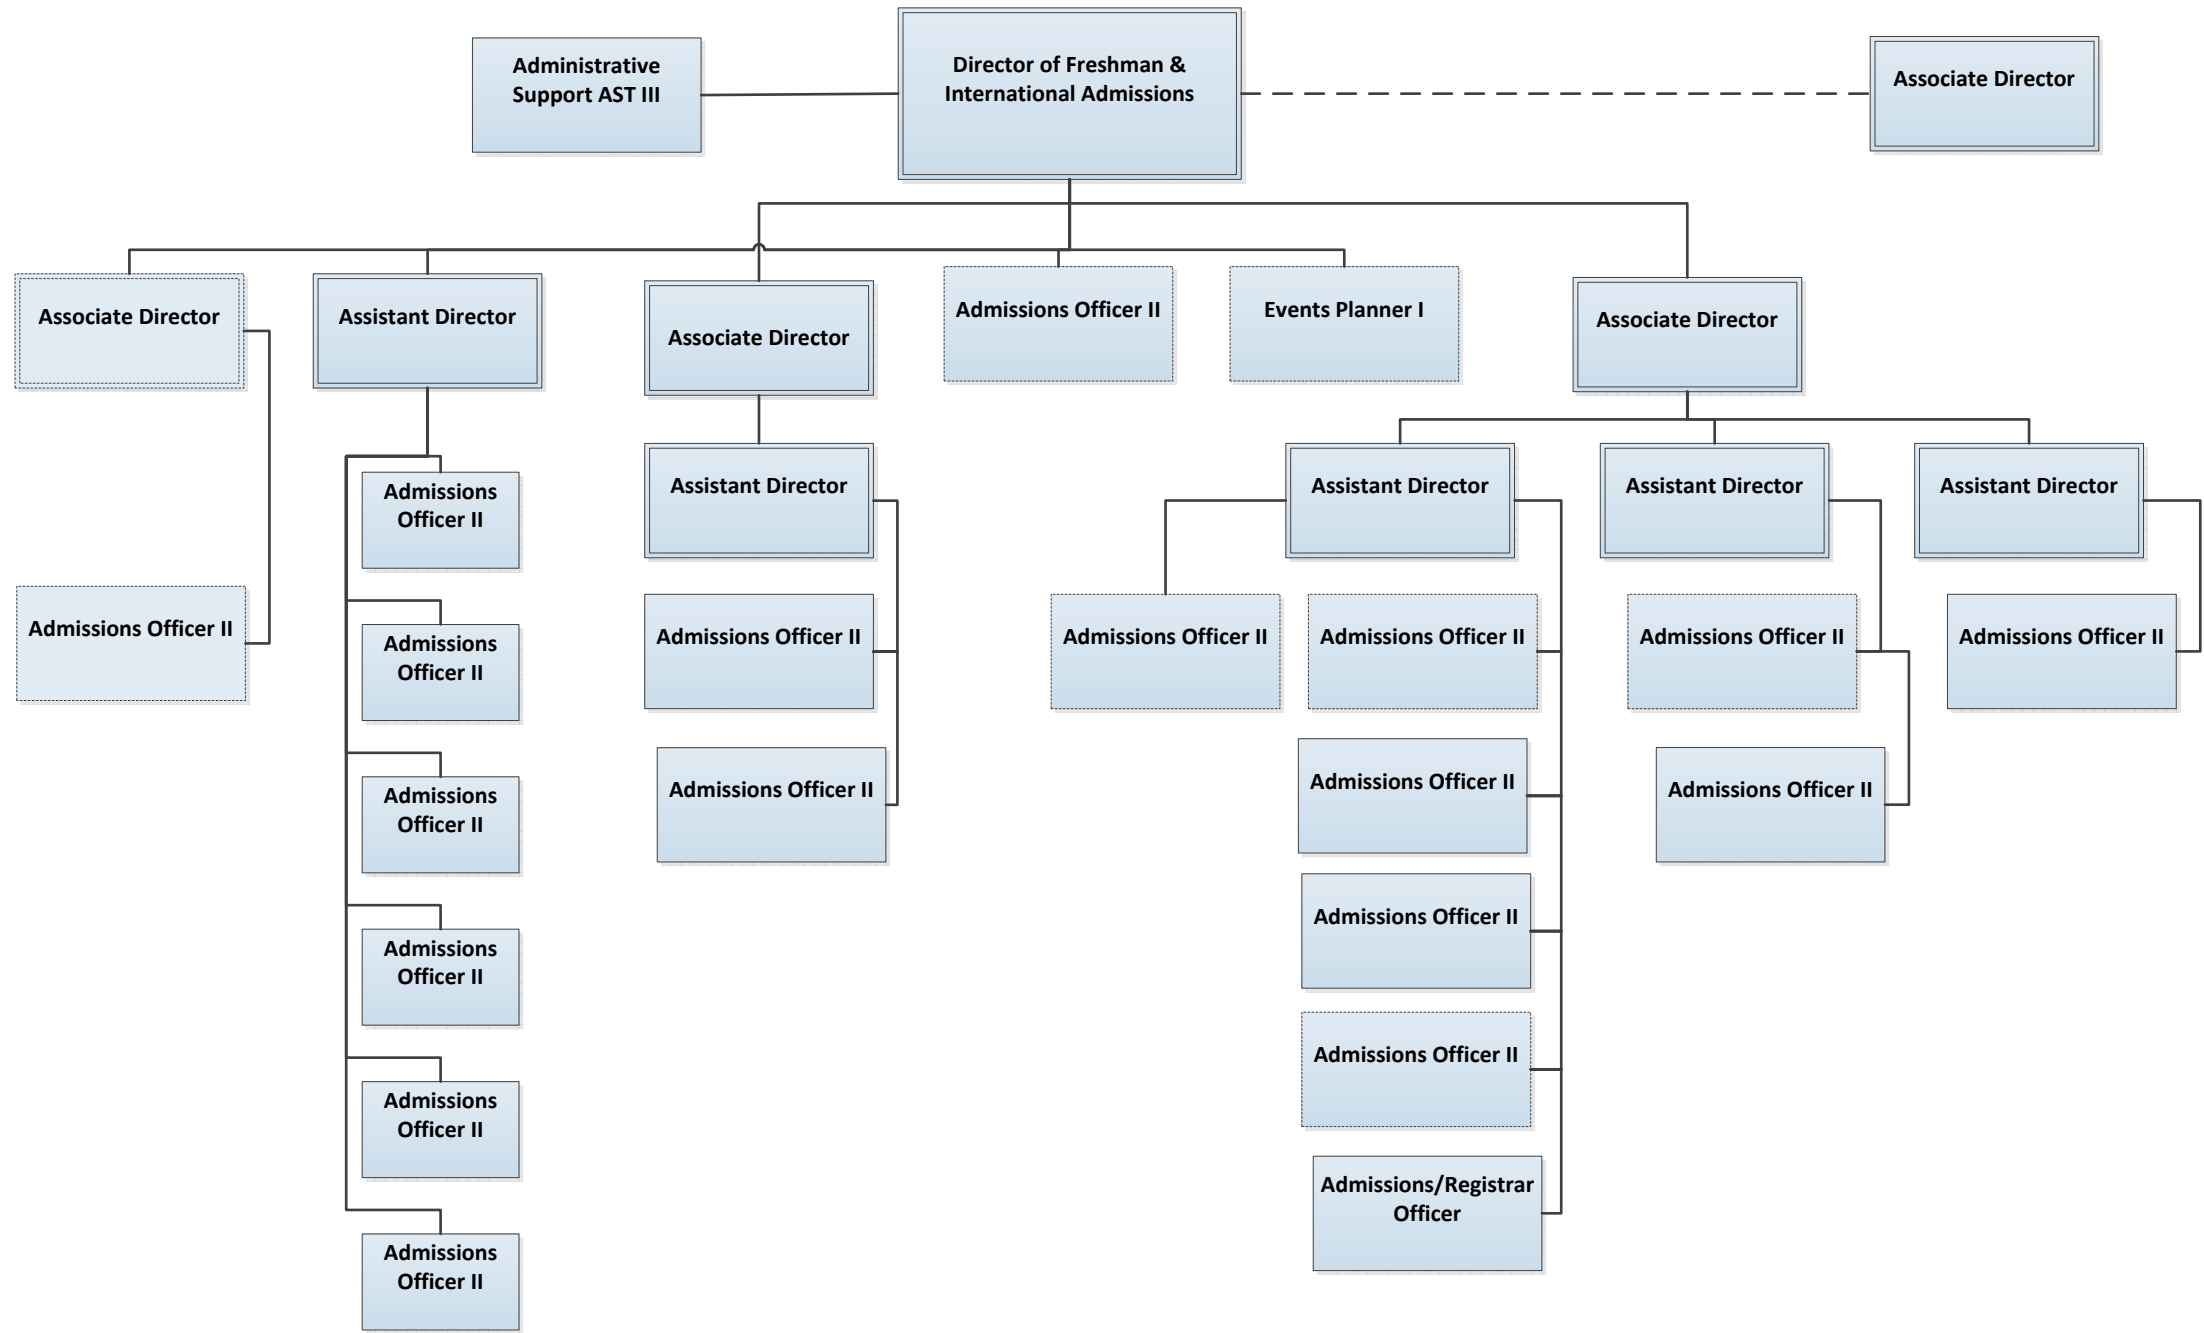 Administrative
Support AST III
Director of Freshman &
International Admissions
Associate Director
Associate Director
Assistant Director
Associate Director
Admissions Officer II
Events Planner I
Associate Director
Assistant Director
Assistant Director
Assistant Director
Assistant Director
Admissions
Officer II
Admissions Officer II
Admissions
Officer II
Admissions Officer II
Admissions Officer II
Admissions Officer II
Admissions Officer II
Admissions Officer II
Admissions
Officer II
Admissions Officer II
Admissions Officer II
Admissions Officer II
Admissions
Officer II
Admissions Officer II
Admissions Officer II
Admissions
Officer II
Admissions/Registrar
Officer
Admissions
Officer II